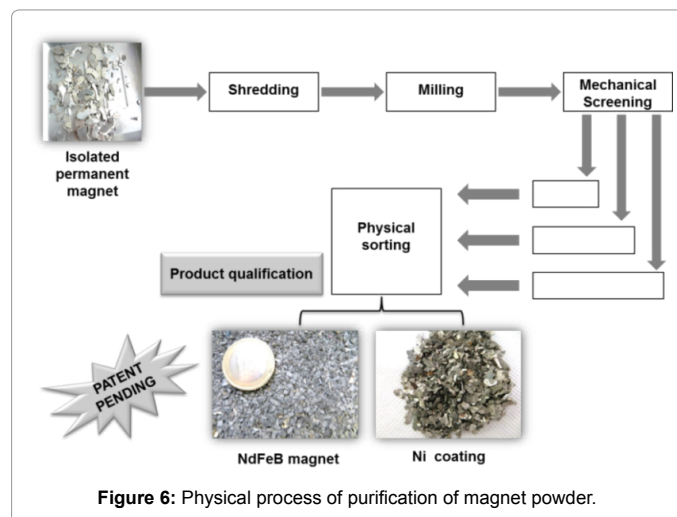 Isolated
permanent
magnet
Shredding
Milling
Mechanical
Screening
Physical
sorting
Product qualification
PATENT
PENDING
NdFeB magnet
Ni coating
Figure 6: Physical process of purification of magnet powder.